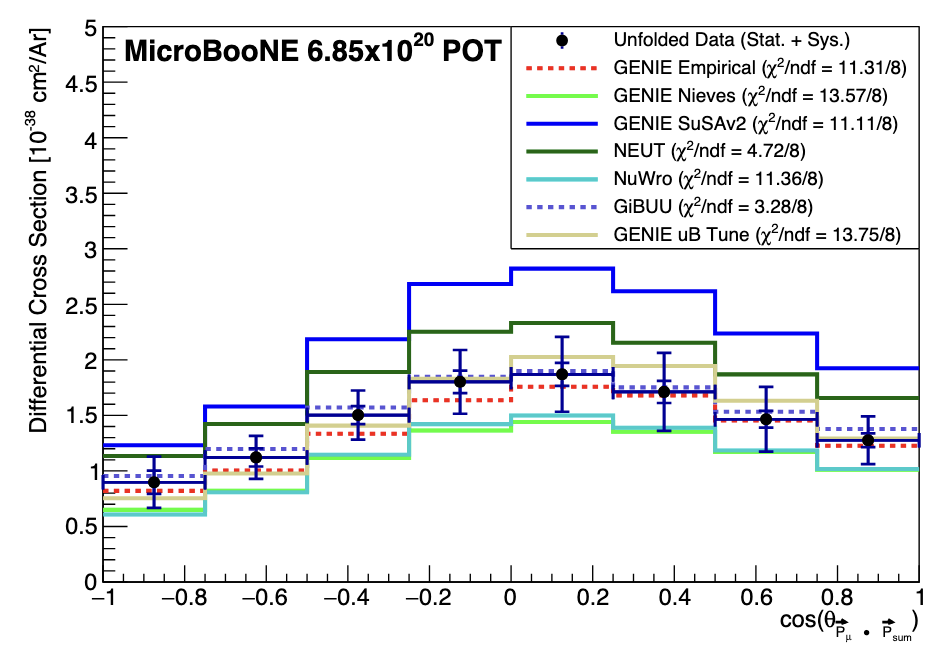 MicroBooNE 6.85x10²⁰ POT
Unfolded Data (Stat. + Sys.)
GENIE Empirical (χ²/ndf = 11.31/8)
GENIE Nieves (χ²/ndf = 13.57/8)
GENIE SuSAv2 (χ²/ndf = 11.11/8)
NEUT (χ²/ndf = 4.72/8)
NuWro (χ²/ndf = 11.36/8)
GiBUU (χ²/ndf = 3.28/8)
GENIE uB Tune (χ²/ndf = 13.75/8)
Differential Cross Section [10⁻³⁸ cm²/Ar]
5
4.5
4
3.5
3
2.5
2
1.5
1
0.5
0
−1 −0.8 −0.6 −0.4 −0.2 0 0.2 0.4 0.6 0.8 1
cos(θ_{P⃗_μ • P⃗_sum})